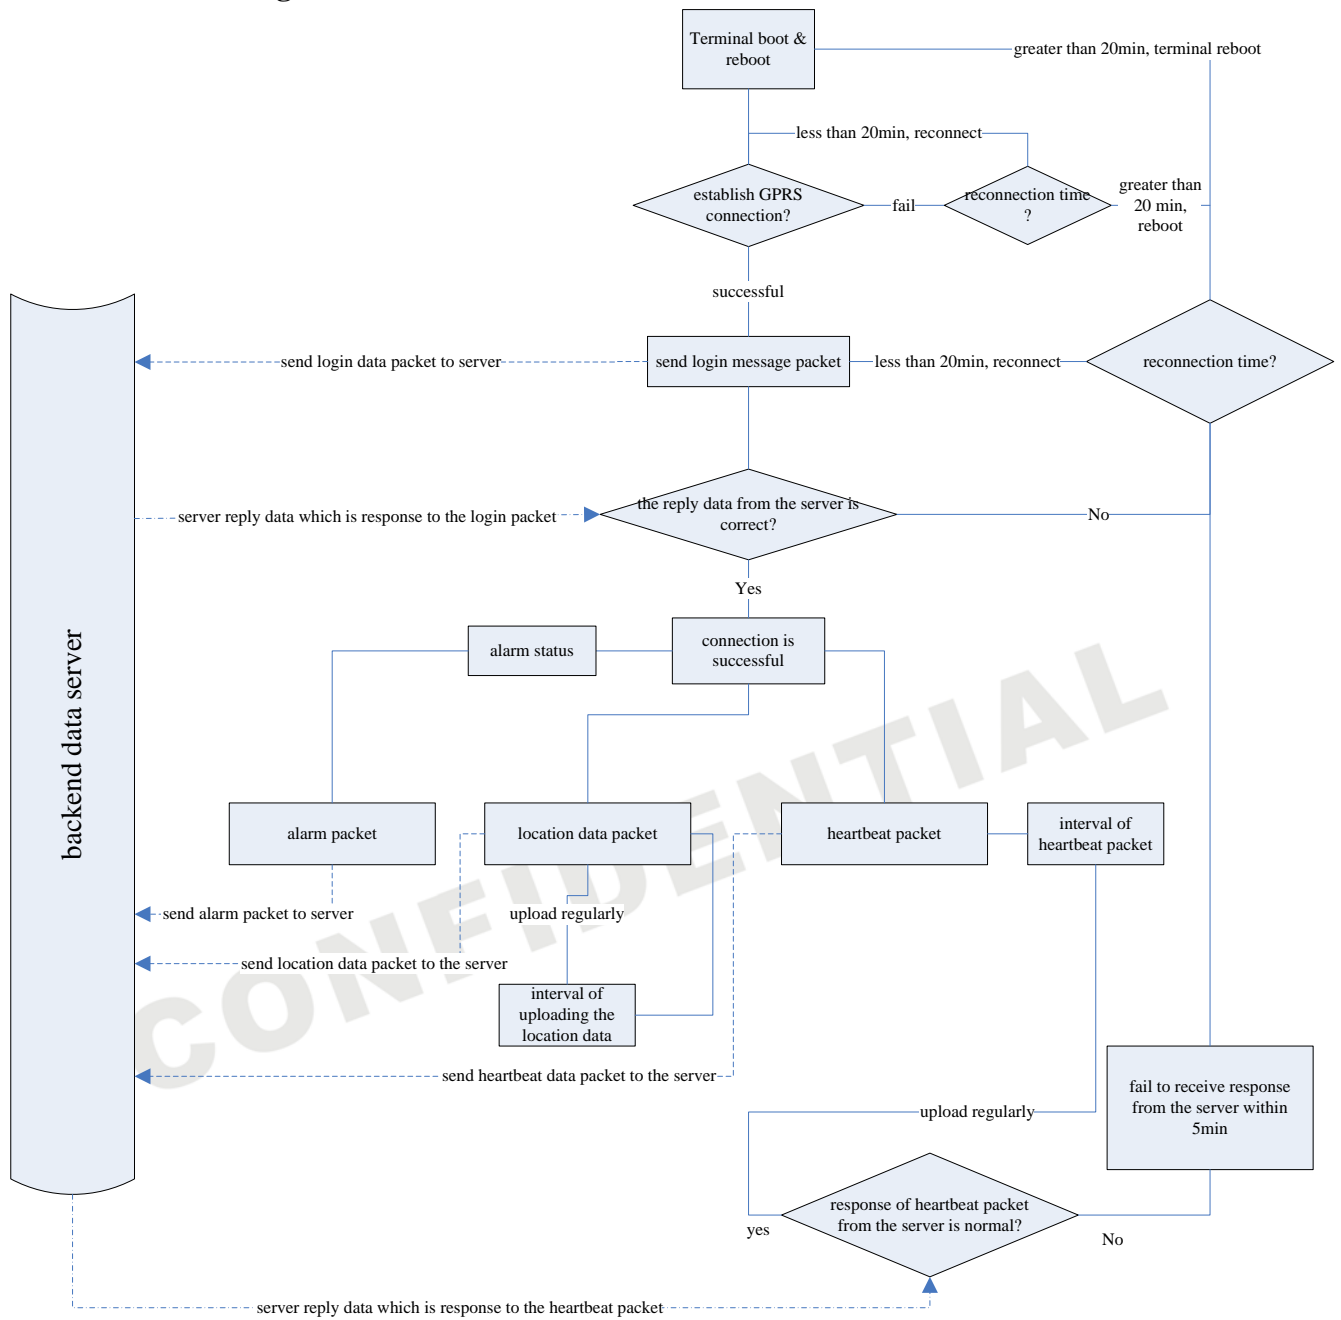 Terminal boot &
reboot
greater than 20min, terminal reboot
less than 20min, reconnect
establish GPRS
connection?
fail
reconnection time
?
greater than
20 min,
reboot
successful
send login data packet to server
send login message packet
less than 20min, reconnect
reconnection time?
server reply data which is response to the login packet
the reply data from the server is
correct?
No
Yes
backend data server
alarm status
connection is
successful
alarm packet
location data packet
heartbeat packet
interval of
heartbeat packet
send alarm packet to server
upload regularly
send location data packet to the server
interval of
uploading the
location data
send heartbeat data packet to the server
upload regularly
fail to receive response
from the server within
5min
response of heartbeat packet
from the server is normal?
yes
No
server reply data which is response to the heartbeat packet
CONFIDENTIAL